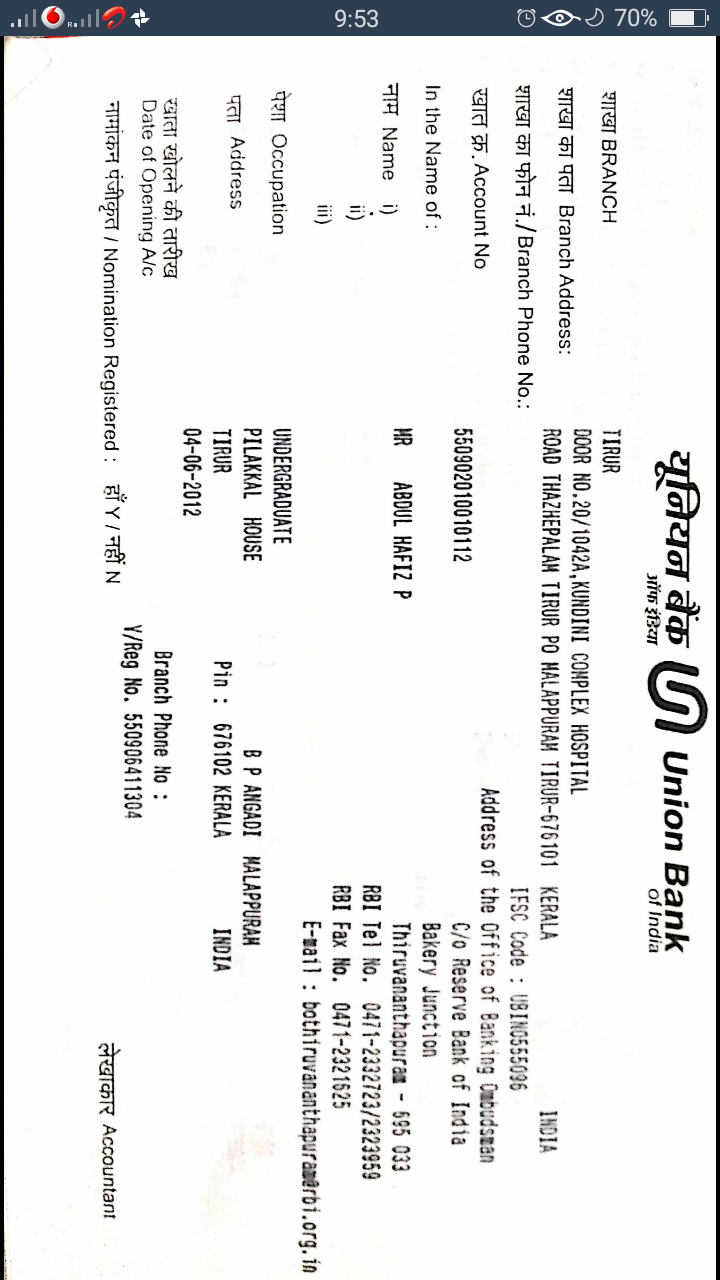 9:53
70%
यूनियन बैंक Union Bank
ऑफ इंडिया of India
शाखा BRANCH TIRUR
शाखा का पता Branch Address: DOOR NO.20/1042A,KUNDINI COMPLEX HOSPITAL
ROAD THAZHEPALAM TIRUR PO MALAPPURAM TIRUR-676101 KERALA INDIA
शाखा का फोन नं./Branch Phone No.: IFSC Code : UBIN0555096
Address of the Office of Banking Ombudsman
खात क्र. Account No 550902010010112 C/o Reserve Bank of India
In the Name of : Bakery Junction
नाम Name i) MR ABDUL HAFIZ P Thiruvananthapuram - 695 033
ii) RBI Tel No. 0471-2332723/2323959
iii) RBI Fax No. 0471-2321625
E-mail : bothiruvananthapuram@rbi.org.in
पेशा Occupation UNDERGRADUATE
पता Address PILAKKAL HOUSE B P ANGADI MALAPPURAM
TIRUR Pin : 676102 KERALA INDIA
खाता खोलने की तारीख 04-06-2012
Date of Opening A/c Branch Phone No :
V/Reg No. 550906411304
नामांकन पंजीकृत / Nomination Registered : हाँ Y / नहीं N लेखाकार Accountant